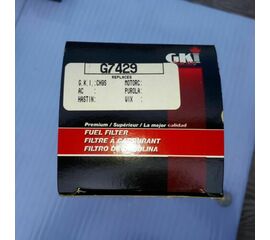 GKI
G7429
REPLACES
G.K.I.:CH8S MOTORC:
AC : PUROLA:
HASTIN: WIX :
Premium / Supérieur / La mejor calidad
FUEL FILTER
FILTRE À CARBURANT
FILTRO DE GASOLINA